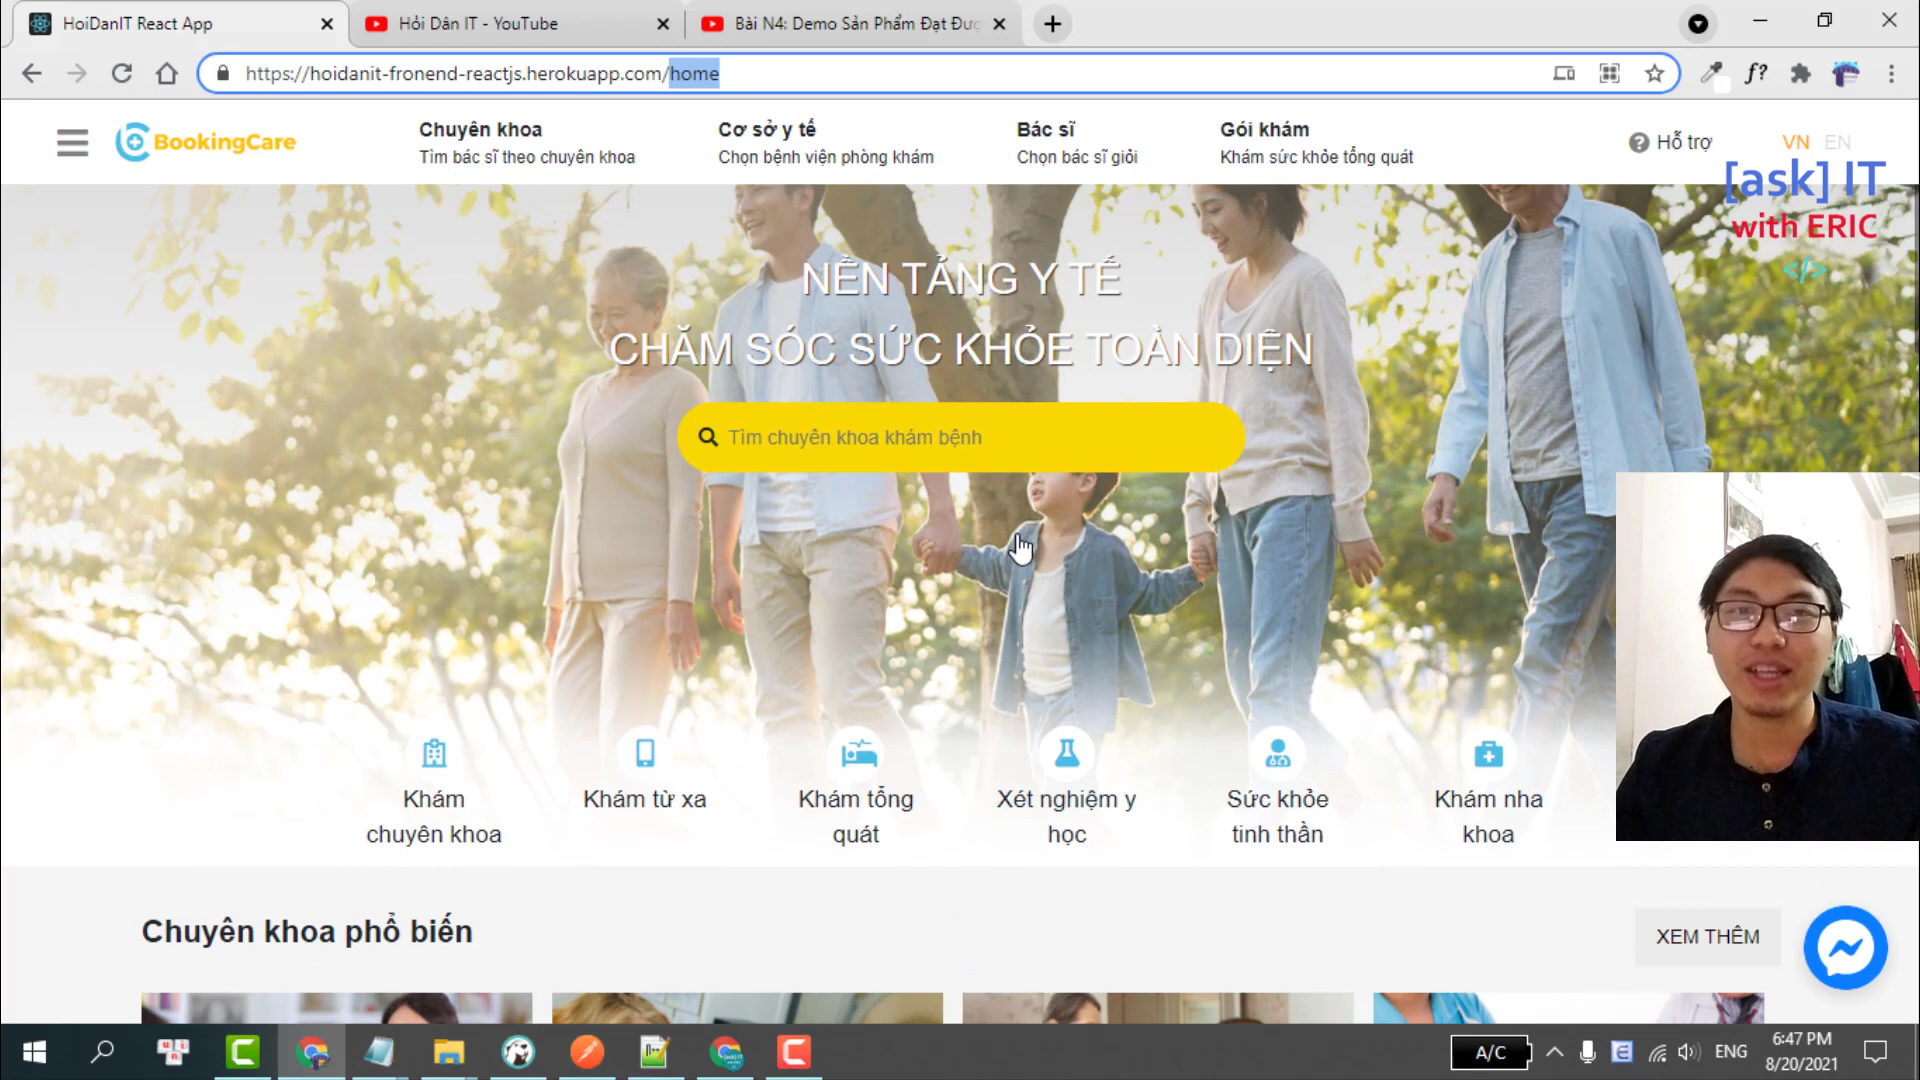 HoiDanIT React App
Hỏi Dân IT - YouTube
Bài N4: Demo Sản Phẩm Đạt Đượ
https://hoidanit-fronend-reactjs.herokuapp.com/home
f?
BookingCare
Chuyên khoa
Tìm bác sĩ theo chuyên khoa
Cơ sở y tế
Chọn bệnh viện phòng khám
Bác sĩ
Chọn bác sĩ giỏi
Gói khám
Khám sức khỏe tổng quát
Hỗ trợ
VN EN
[ask] IT
with ERIC
</>
NỀN TẢNG Y TẾ
CHĂM SÓC SỨC KHỎE TOÀN DIỆN
Tìm chuyên khoa khám bệnh
Khám
chuyên khoa
Khám từ xa
Khám tổng
quát
Xét nghiệm y
học
Sức khỏe
tinh thần
Khám nha
khoa
Chuyên khoa phổ biến
XEM THÊM
A/C
ENG
6:47 PM
8/20/2021